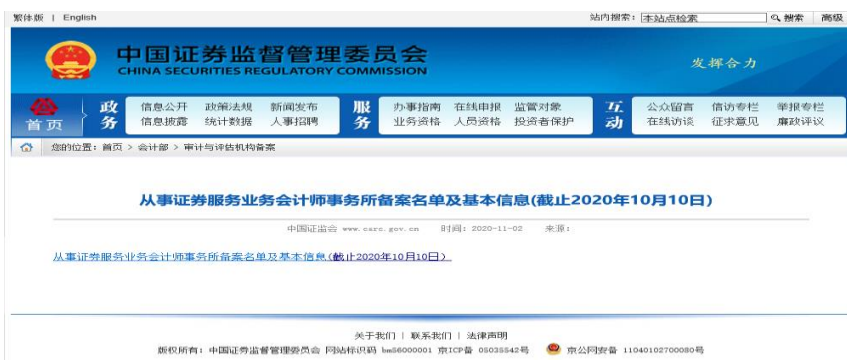 繁体版 | English 站内搜索: 本站点检索 搜索 高级
中国证券监督管理委员会
CHINA SECURITIES REGULATORY COMMISSION
发挥合力
首页
政务
信息公开 政策法规 新闻发布
信息披露 统计数据 人事招聘
服务
办事指南 在线申报 监管对象
业务资格 人员资格 投资者保护
互动
公众留言 信访专栏 举报专栏
在线访谈 征求意见 廉政评议
您的位置: 首页 > 会计部 > 审计与评估机构备案
从事证券服务业务会计师事务所备案名单及基本信息(截止2020年10月10日)
中国证监会 www.csrc.gov.cn 时间: 2020-11-02 来源:
从事证券服务业务会计师事务所备案名单及基本信息(截止2020年10月10日)
关于我们 | 联系我们 | 法律声明
版权所有: 中国证券监督管理委员会 网站标识码 bm56000001 京ICP备 05035542号 京公网安备 11040102700080号